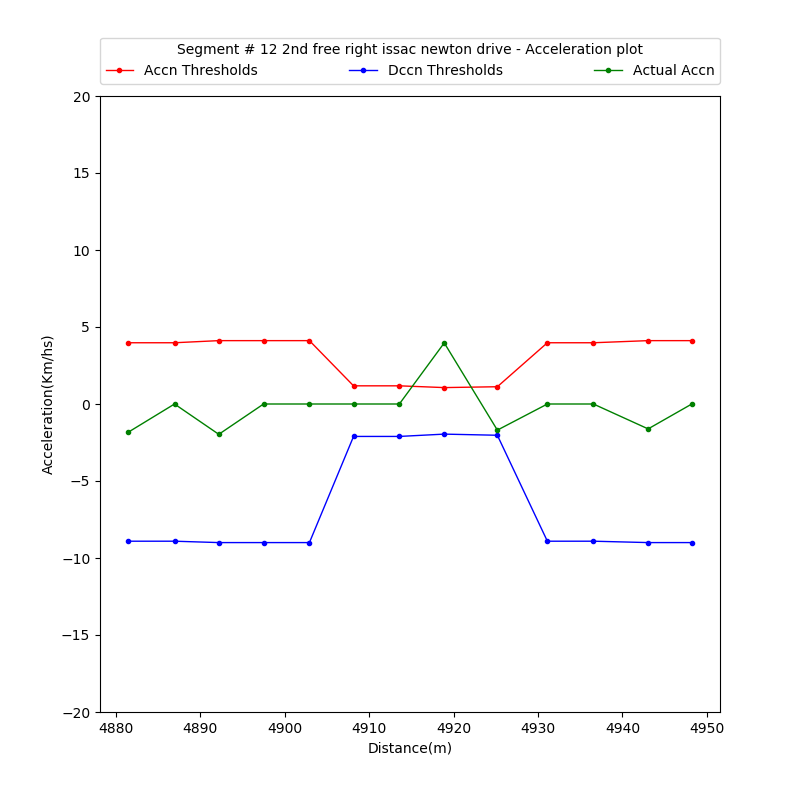 Segment # 12 2nd free right issac newton drive - Acceleration plot
Accn Thresholds Dccn Thresholds Actual Accn
20
15
10
5
0
−5
−10
−15
−20
Acceleration(Km/hs)
4880 4890 4900 4910 4920 4930 4940 4950
Distance(m)